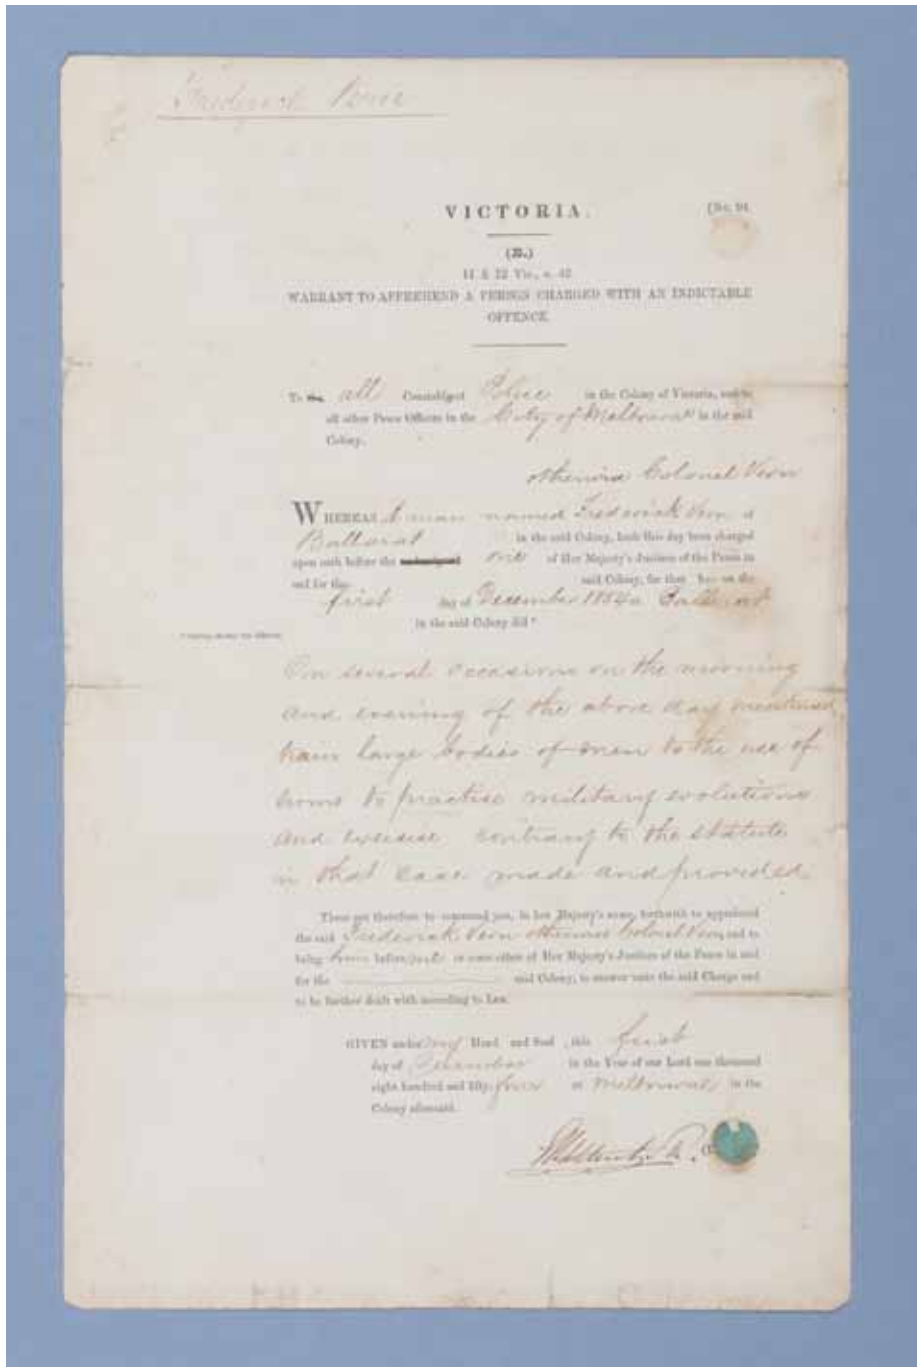 Frederick Vern
VICTORIA.
[No. 94.
(B.)
11 & 12 Vic., c. 42
WARRANT TO APPREHEND A PERSON CHARGED WITH AN INDICTABLE
OFFENCE.
To the all Constables of Police in the Colony of Victoria, and to
all other Peace Officers in the City of Melbourne in the said
Colony.
otherwise Colonel Vern
WHEREAS A man named Frederick Vern
Ballarat in the said Colony, hath this day been charged
upon oath before the undersigned one of Her Majesty's Justices of the Peace in
and for the said Colony, for that he on the
first day of December 1854 Ballarat
in the said Colony did*
On several occasions on the morning
and evening of the above day mentioned
train large bodies of men to the use of
arms to practise military evolutions
and exercise contrary to the statute
in that case made and provided
These are therefore to command you, in her Majesty's name, forthwith to apprehend
the said Frederick Vern otherwise Colonel Vern, and to
bring him before me or some other of Her Majesty's Justices of the Peace in and
for the said Colony, to answer unto the said Charge and
to be further dealt with according to Law.
GIVEN under my Hand and Seal, this first
day of December in the Year of our Lord one thousand
eight hundred and fifty four at Melbourne in the
Colony aforesaid.